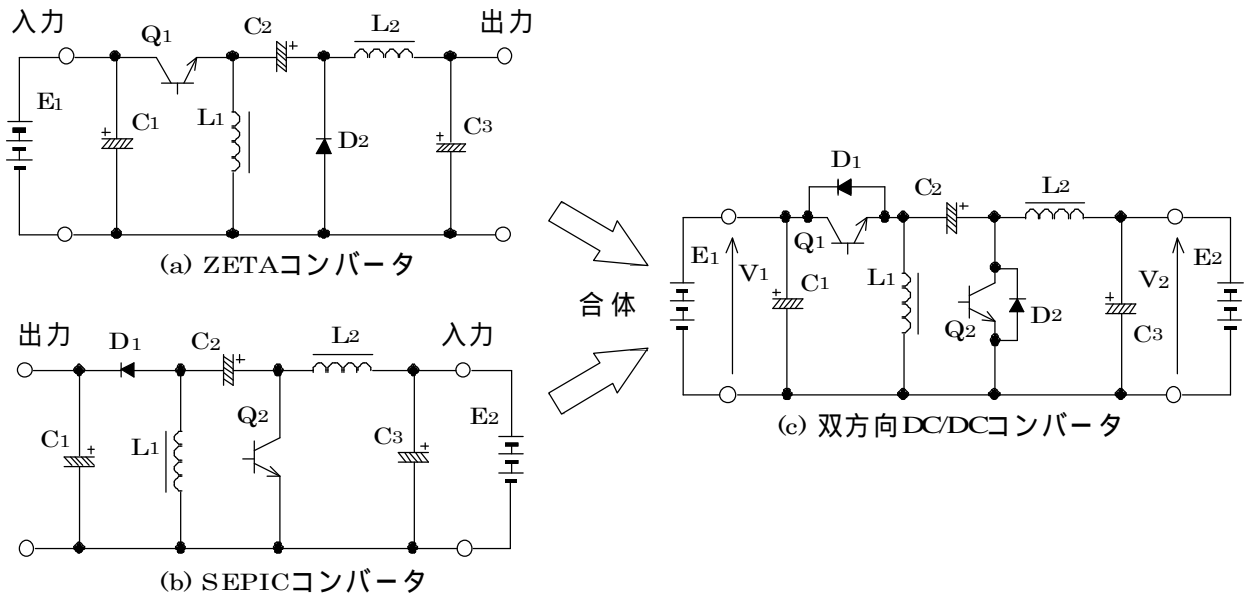 入力
Q1
C2
+
L2
出力
E1
+
C1
L1
D2
+
C3
(a) ZETAコンバータ
出力
D1
C2
+
L2
入力
C1
+
L1
Q2
C3
+
E2
(b) SEPICコンバータ
合体
D1
C2
+
L2
Q1
E1
V1
+
C1
L1
Q2
D2
+
C3
V2
E2
(c) 双方向DC/DCコンバータ